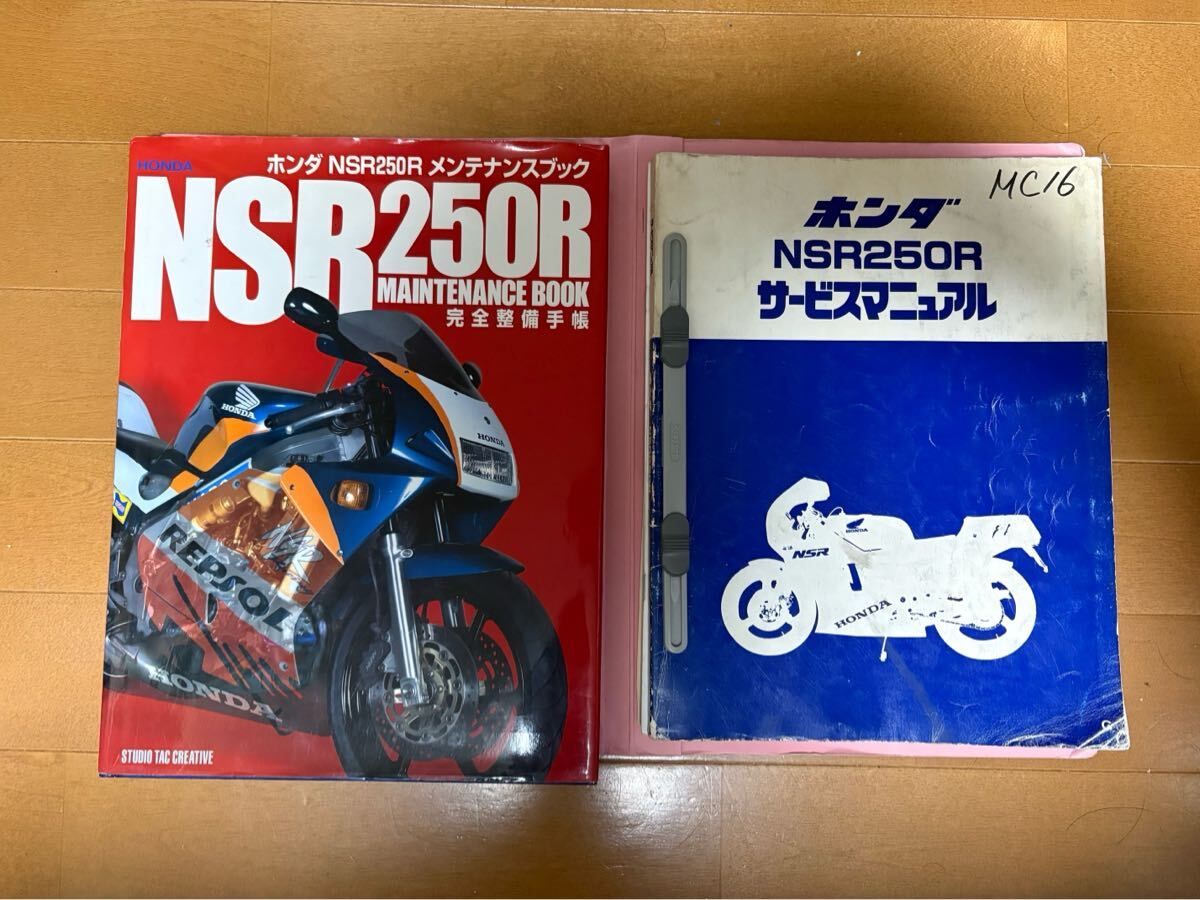 HONDA
ホンダ NSR250R メンテナンスブック
NSR250R
MAINTENANCE BOOK
完全整備手帳
HONDA
HONDA
REPSOL
HONDA
STUDIO TAC CREATIVE
MC16
ホンダ
NSR250R
サービスマニュアル
HONDA
NSR
HONDA